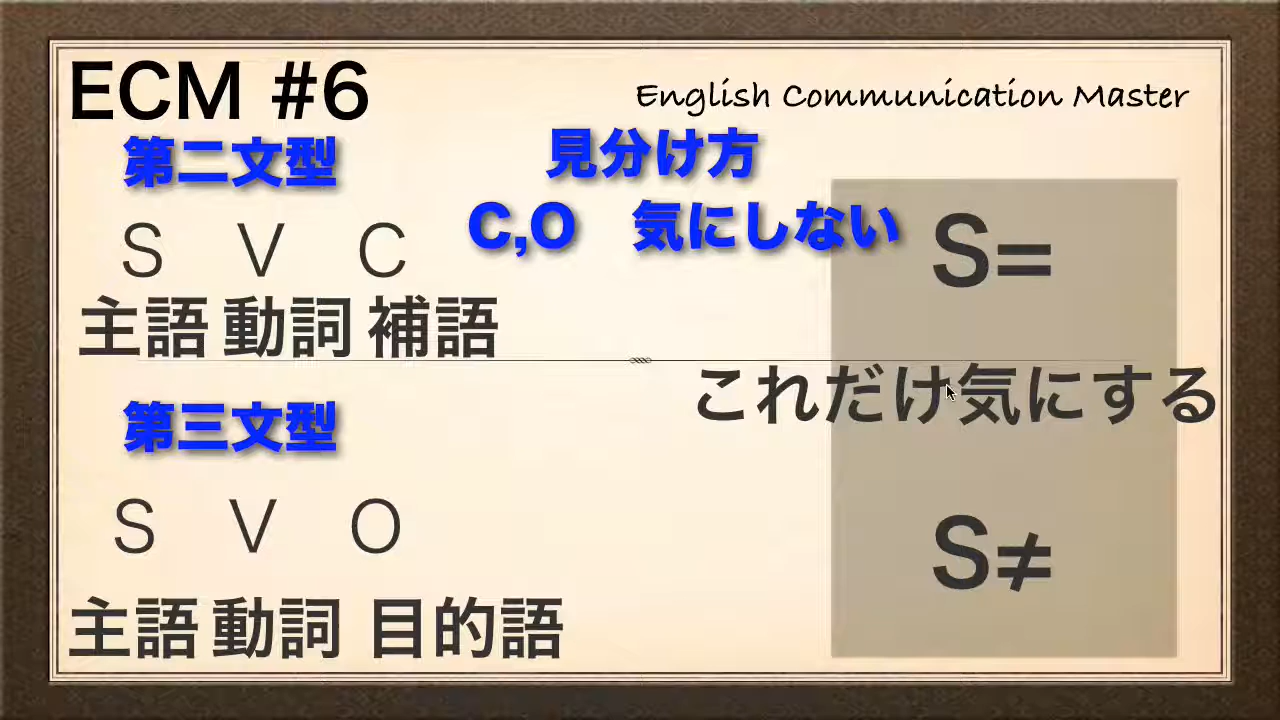 ECM #6
English Communication Master
第二文型
見分け方
S V C
C,O 気にしない
S=
主語 動詞 補語
これだけ気にする
第三文型
S V O
S≠
主語 動詞 目的語